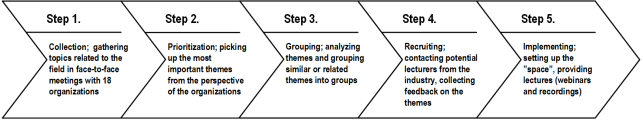 Step 1.
Collection; gathering
topics related to the
field in face-to-face
meetings with 18
organizations
Step 2.
Prioritization; picking
up the most
important themes
from the perspective
of the organizations
Step 3.
Grouping; analyzing
themes and grouping
similar or related
themes into groups
Step 4.
Recruiting;
contacting potential
lecturers from the
industry, collecting
feedback on the
themes
Step 5.
Implementing;
setting up the
"space", providing
lectures (webinars
and recordings)